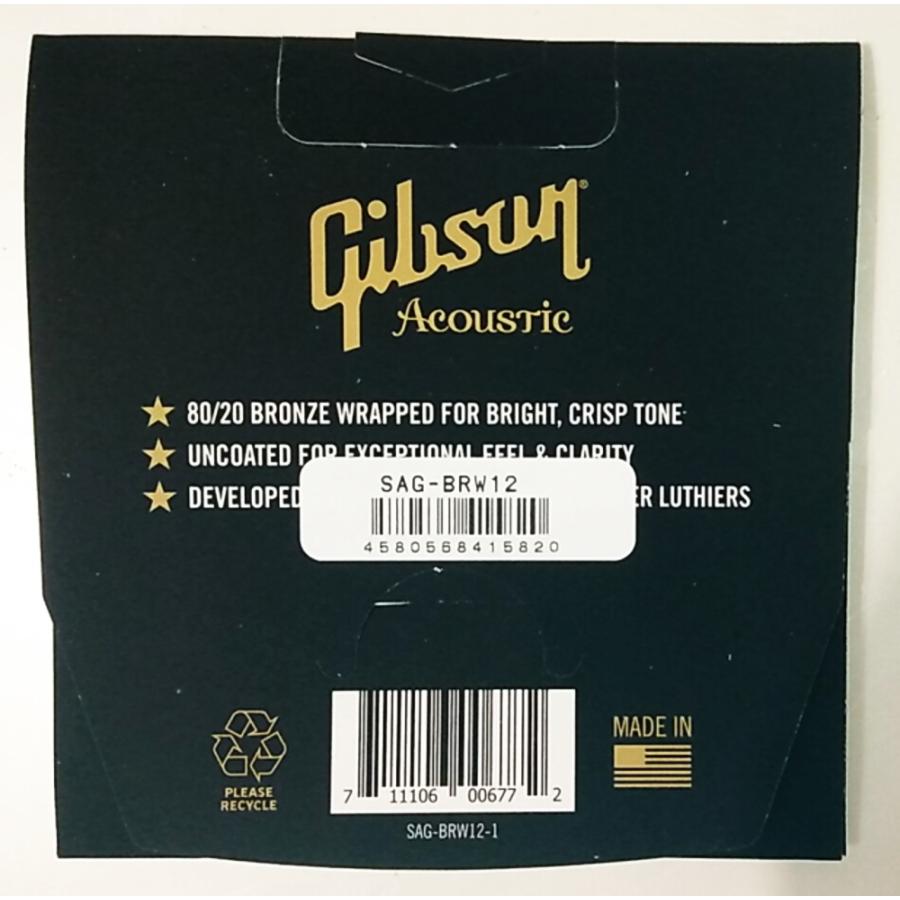 Gibson®
Acoustic
★ 80/20 BRONZE WRAPPED FOR BRIGHT, CRISP TONE
★ UNCOATED FOR EXCEPTIONAL FEEL & CLARITY
★ DEVELOPED ER LUTHIERS
SAG-BRW12
4580568415820
MADE IN
PLEASE
RECYCLE
7 11106 00677 2
SAG-BRW12-1